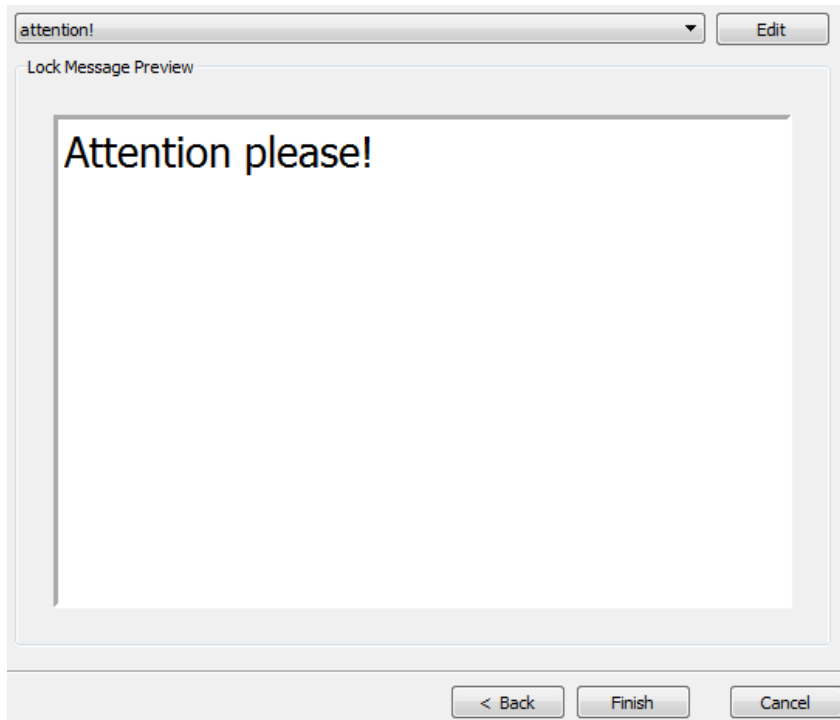 attention!
Edit
Lock Message Preview
Attention please!
< Back
Finish
Cancel